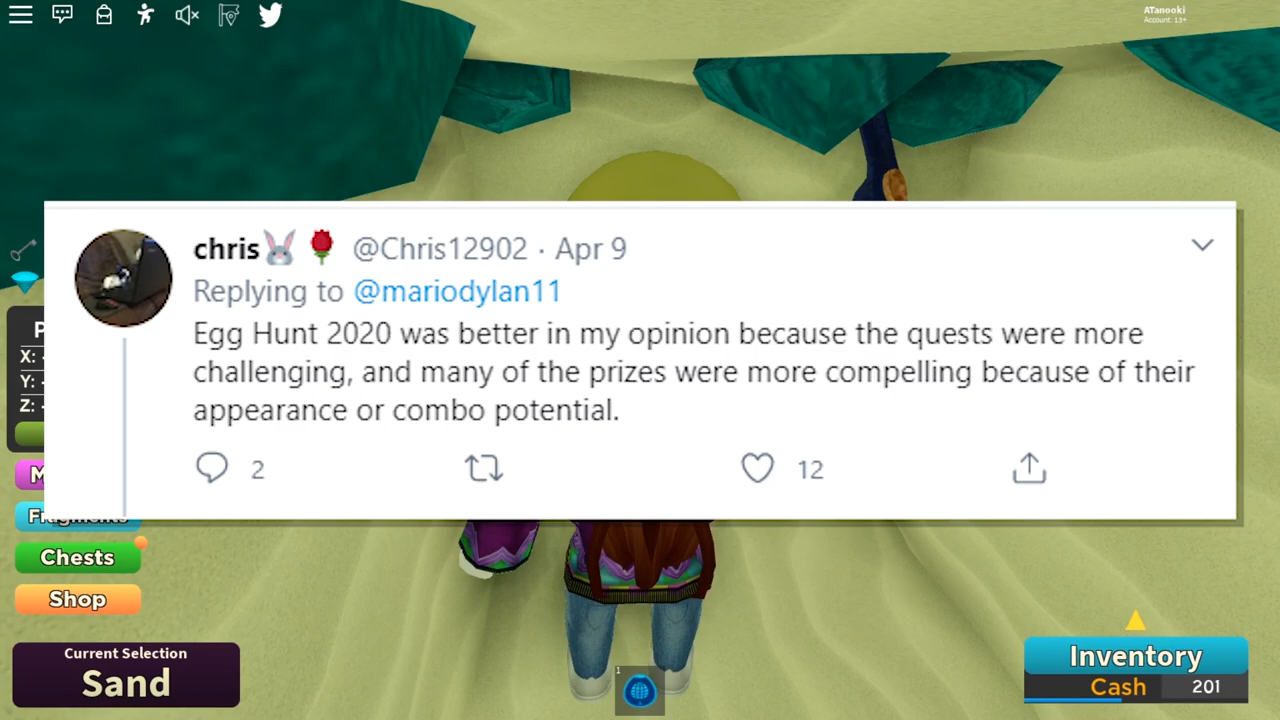 ATanooki
Account: 13+
chris🐰🌹 @Chris12902 · Apr 9
Replying to @mariodylan11
Egg Hunt 2020 was better in my opinion because the quests were more
challenging, and many of the prizes were more compelling because of their
appearance or combo potential.
2
12
P
X: -
Y: -
Z: -
M
Fragments
Chests
Shop
Current Selection
Sand
1
Inventory
Cash 201